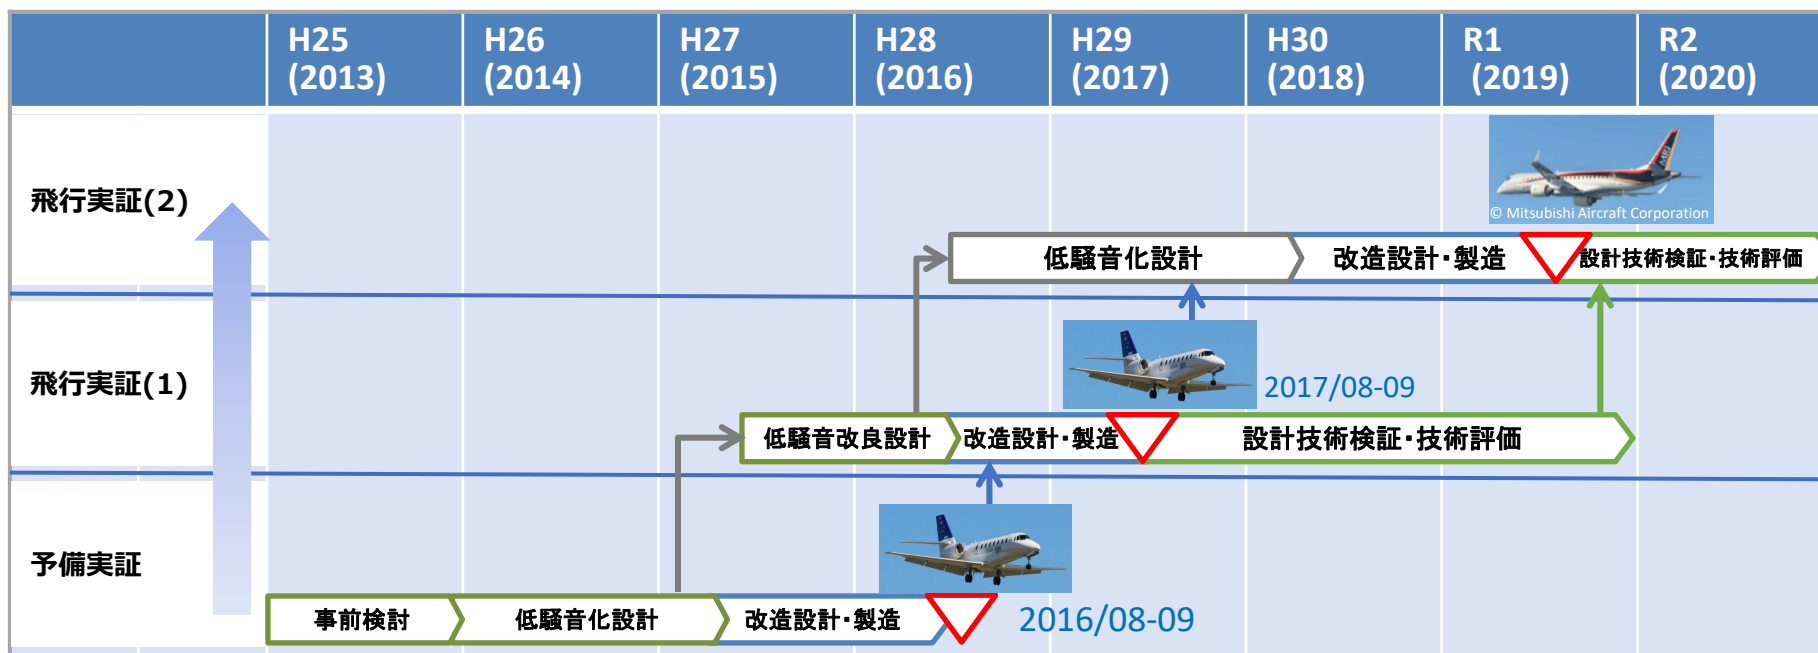 H25
(2013)
H26
(2014)
H27
(2015)
H28
(2016)
H29
(2017)
H30
(2018)
R1
(2019)
R2
(2020)
飛行実証(2)
MRJ
© Mitsubishi Aircraft Corporation
低騒音化設計
改造設計・製造
設計技術検証・技術評価
飛行実証(1)
2017/08-09
低騒音改良設計
改造設計・製造
設計技術検証・技術評価
予備実証
事前検討
低騒音化設計
改造設計・製造
2016/08-09